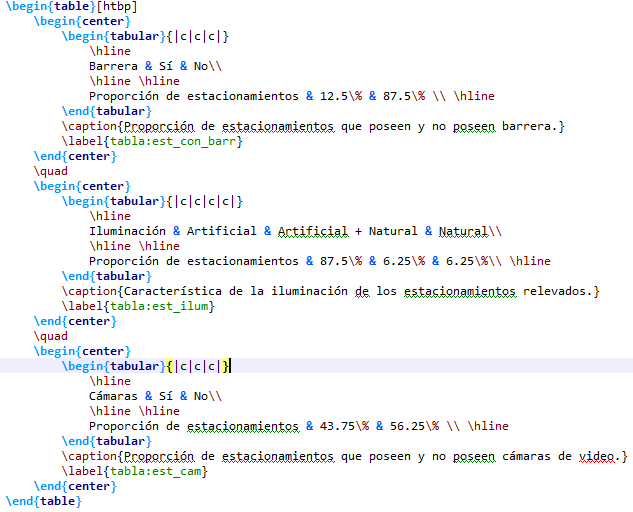 \begin{table}[htbp]
\begin{center}
\begin{tabular}{|c|c|c|}
\hline
Barrera & Sí & No\\
\hline \hline
Proporción de estacionamientos & 12.5\% & 87.5\% \\ \hline
\end{tabular}
\caption{Proporción de estacionamientos que poseen y no poseen barrera.}
\label{tabla:est_con_barr}
\end{center}
\quad
\begin{center}
\begin{tabular}{|c|c|c|c|}
\hline
Iluminación & Artificial & Artificial + Natural & Natural\\
\hline \hline
Proporción de estacionamientos & 87.5\% & 6.25\% & 6.25\%\\ \hline
\end{tabular}
\caption{Característica de la iluminación de los estacionamientos relevados.}
\label{tabla:est_ilum}
\end{center}
\quad
\begin{center}
\begin{tabular}{|c|c|c|}
\hline
Cámaras & Sí & No\\
\hline \hline
Proporción de estacionamientos & 43.75\% & 56.25\% \\ \hline
\end{tabular}
\caption{Proporción de estacionamientos que poseen y no poseen cámaras de video.}
\label{tabla:est_cam}
\end{center}
\end{table}